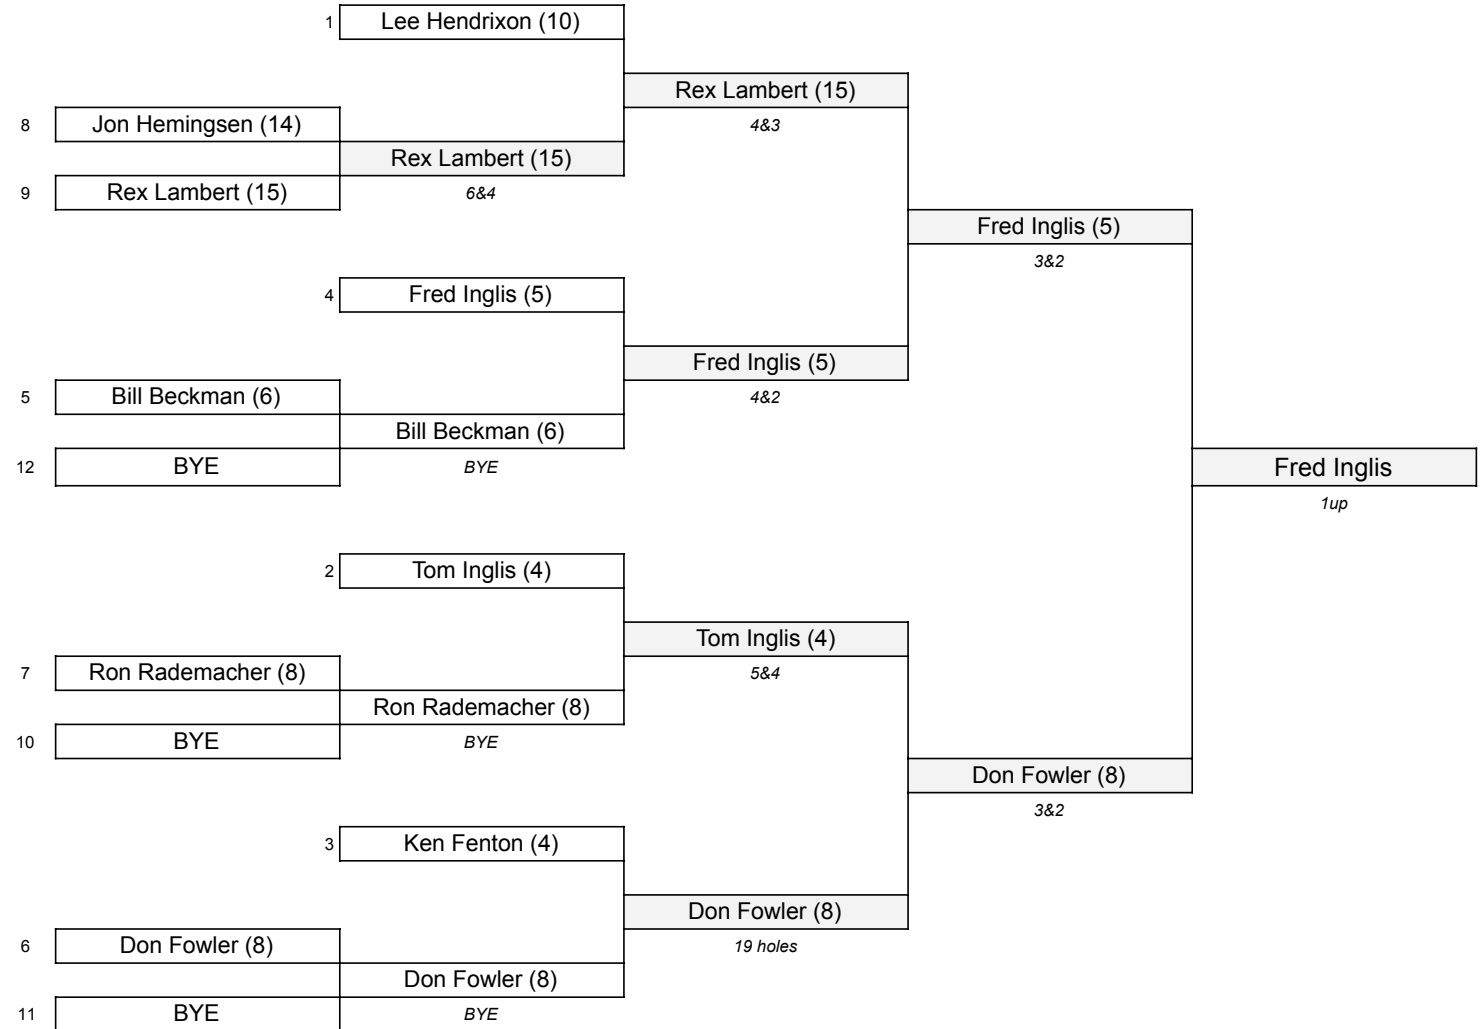 1 Lee Hendrixon (10)
Rex Lambert (15)
8 Jon Hemingsen (14)
4&3
Rex Lambert (15)
9 Rex Lambert (15)
6&4
Fred Inglis (5)
3&2
4 Fred Inglis (5)
Fred Inglis (5)
5 Bill Beckman (6)
4&2
Bill Beckman (6)
12 BYE
BYE
Fred Inglis
1up
2 Tom Inglis (4)
Tom Inglis (4)
7 Ron Rademacher (8)
5&4
Ron Rademacher (8)
10 BYE
BYE
Don Fowler (8)
3&2
3 Ken Fenton (4)
Don Fowler (8)
6 Don Fowler (8)
19 holes
Don Fowler (8)
11 BYE
BYE